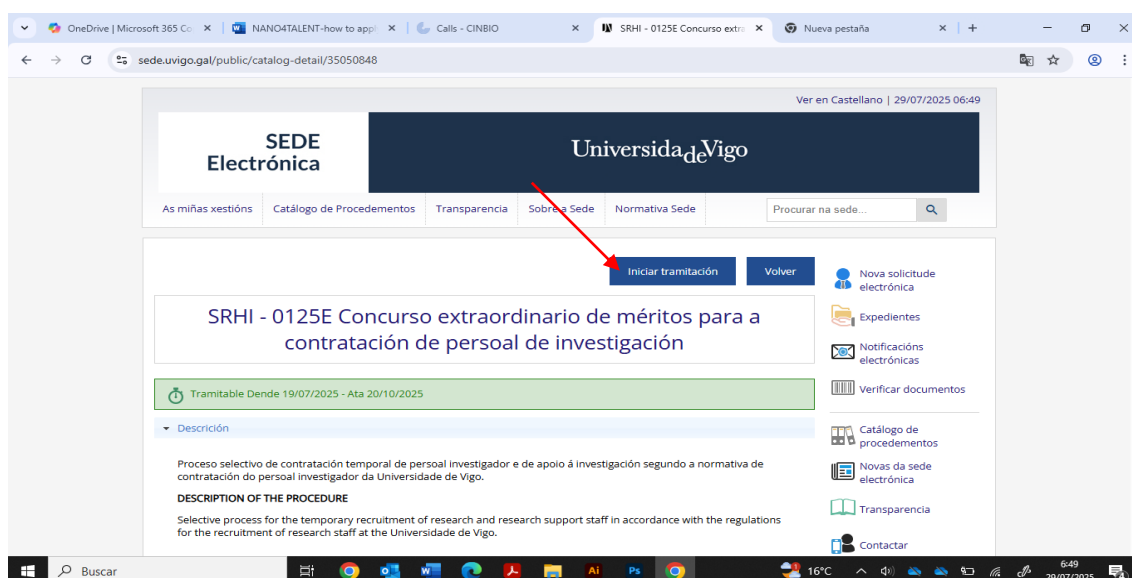 OneDrive | Microsoft 365 Co
NANO4TALENT-how to appl
Calls - CINBIO
SRHI - 0125E Concurso extra
Nueva pestaña
sede.uvigo.gal/public/catalog-detail/35050848
Ver en Castellano | 29/07/2025 06:49
SEDE
Electrónica
UniversidadeVigo
As miñas xestións
Catálogo de Procedementos
Transparencia
Sobre a Sede
Normativa Sede
Procurar na sede...
Iniciar tramitación
Volver
SRHI - 0125E Concurso extraordinario de méritos para a
contratación de persoal de investigación
Tramitable Dende 19/07/2025 - Ata 20/10/2025
Descrición
Proceso selectivo de contratación temporal de persoal investigador e de apoio á investigación segundo a normativa de
contratación do persoal investigador da Universidade de Vigo.
DESCRIPTION OF THE PROCEDURE
Selective process for the temporary recruitment of research and research support staff in accordance with the regulations
for the recruitment of research staff at the Universidade de Vigo.
Nova solicitude
electrónica
Expedientes
Notificacións
electrónicas
Verificar documentos
Catálogo de
procedementos
Novas da sede
electrónica
Transparencia
Contactar
Buscar
Ai
Ps
16°C
6:49
29/07/2025